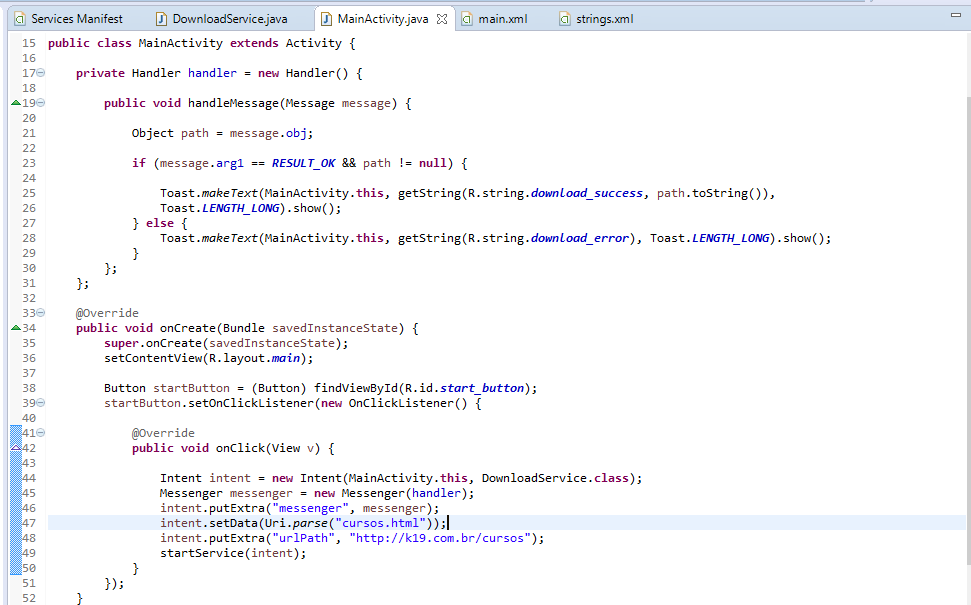 Services Manifest DownloadService.java MainActivity.java main.xml strings.xml
15 public class MainActivity extends Activity {
16
17 private Handler handler = new Handler() {
18
19 public void handleMessage(Message message) {
20
21 Object path = message.obj;
22
23 if (message.arg1 == RESULT_OK && path != null) {
24
25 Toast.makeText(MainActivity.this, getString(R.string.download_success, path.toString()),
26 Toast.LENGTH_LONG).show();
27 } else {
28 Toast.makeText(MainActivity.this, getString(R.string.download_error), Toast.LENGTH_LONG).show();
29 }
30 };
31 };
32
33 @Override
34 public void onCreate(Bundle savedInstanceState) {
35 super.onCreate(savedInstanceState);
36 setContentView(R.layout.main);
37
38 Button startButton = (Button) findViewById(R.id.start_button);
39 startButton.setOnClickListener(new OnClickListener() {
40
41 @Override
42 public void onClick(View v) {
43
44 Intent intent = new Intent(MainActivity.this, DownloadService.class);
45 Messenger messenger = new Messenger(handler);
46 intent.putExtra("messenger", messenger);
47 intent.setData(Uri.parse("cursos.html"));
48 intent.putExtra("urlPath", "http://k19.com.br/cursos");
49 startService(intent);
50 }
51 });
52 }